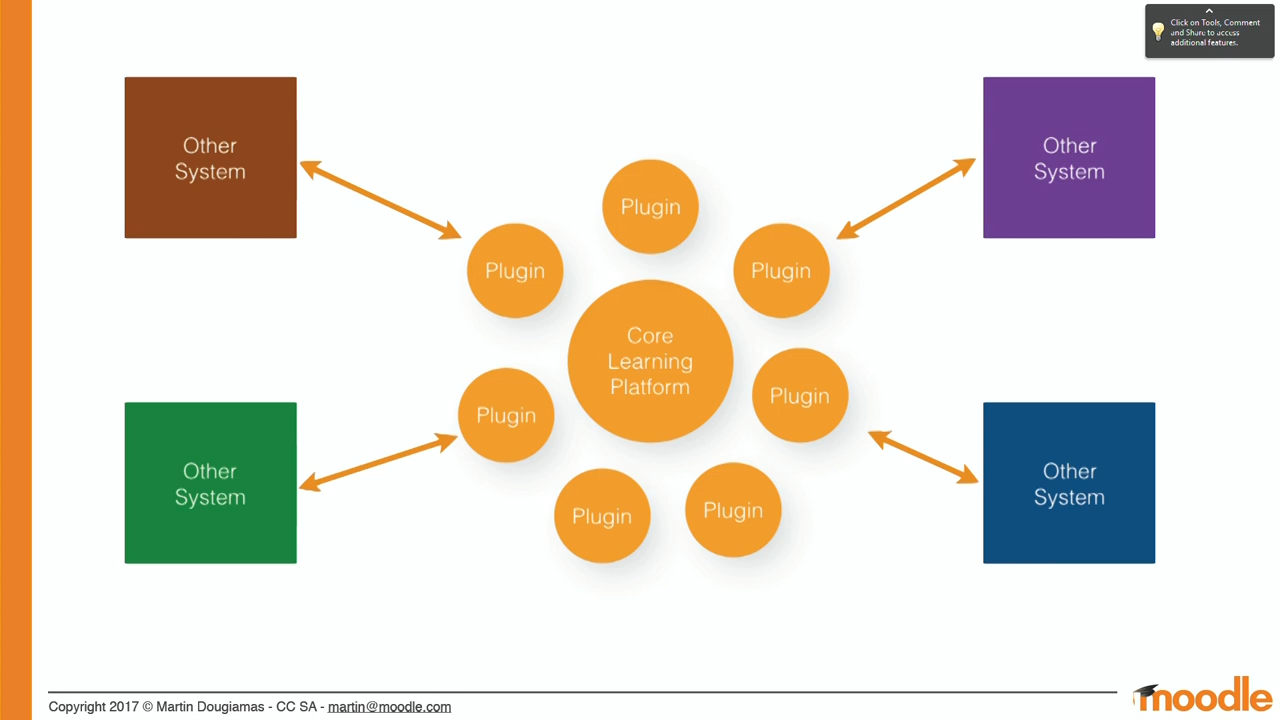 Click on Tools, Comment
and Share to access
additional features.
Other
System
Other
System
Plugin
Plugin
Plugin
Core
Learning
Platform
Plugin
Plugin
Other
System
Other
System
Plugin
Plugin
Copyright 2017 © Martin Dougiamas - CC SA - martin@moodle.com
moodle